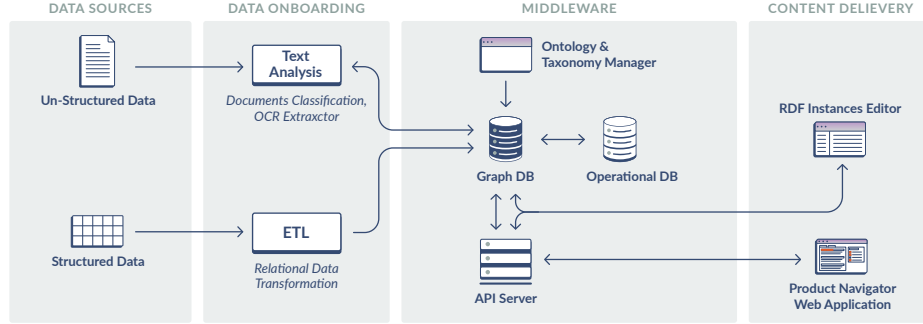 DATA SOURCES
DATA ONBOARDING
MIDDLEWARE
CONTENT DELIEVERY
Un-Structured Data
Text
Analysis
Documents Classification,
OCR Extraxctor
Ontology &
Taxonomy Manager
Graph DB
Operational DB
RDF Instances Editor
Structured Data
ETL
Relational Data
Transformation
API Server
Product Navigator
Web Application